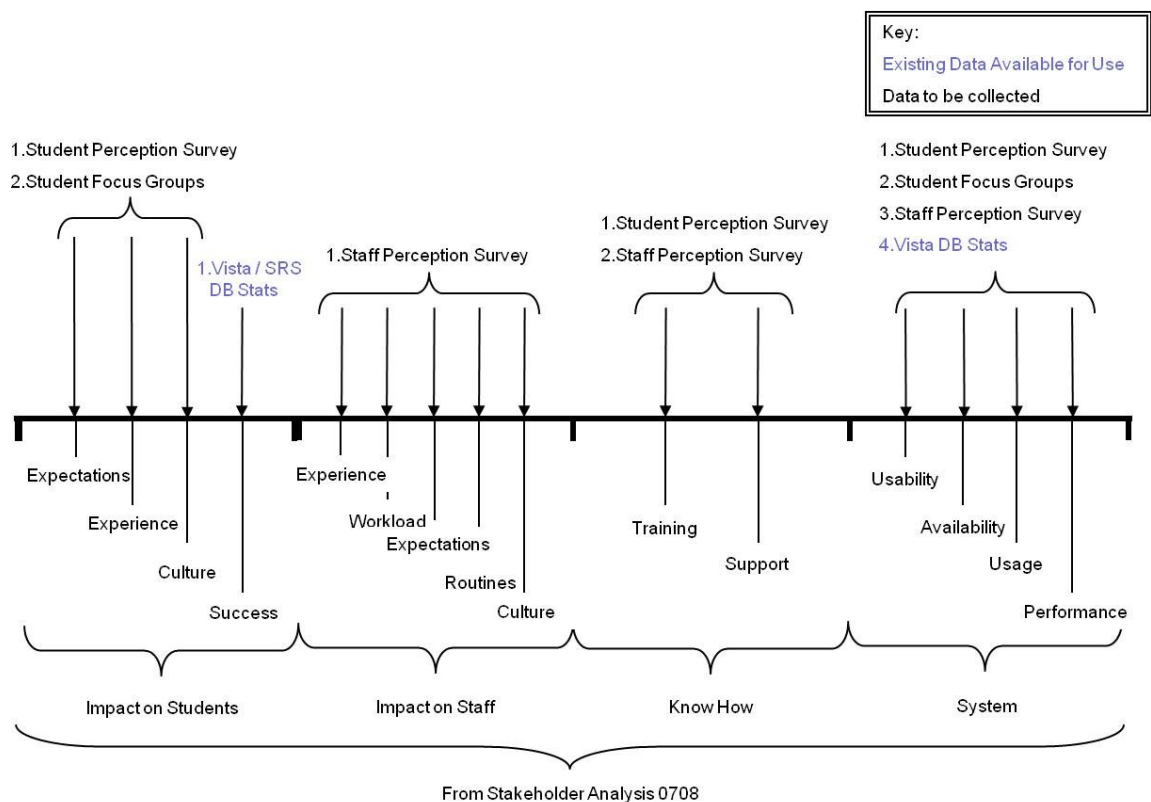 Key:
Existing Data Available for Use
Data to be collected
1.Student Perception Survey
2.Student Focus Groups
1.Vista / SRS
DB Stats
1.Staff Perception Survey
1.Student Perception Survey
2.Staff Perception Survey
1.Student Perception Survey
2.Student Focus Groups
3.Staff Perception Survey
4.Vista DB Stats
Expectations
Experience
Culture
Success
Experience
Workload
Expectations
Routines
Culture
Training
Support
Usability
Availability
Usage
Performance
Impact on Students
Impact on Staff
Know How
System
From Stakeholder Analysis 0708